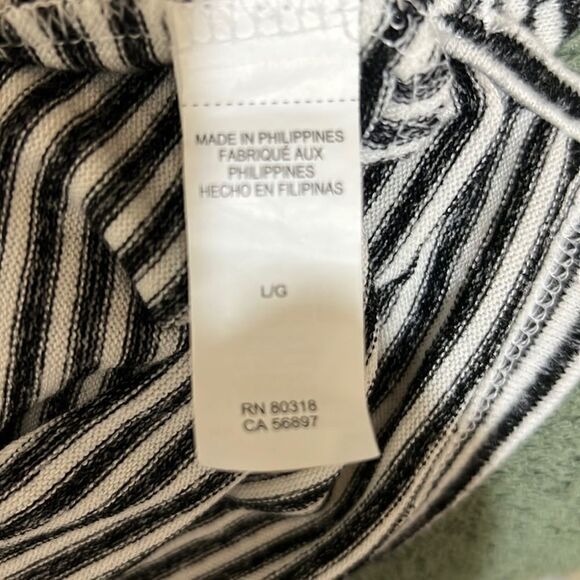 MADE IN PHILIPPINES
FABRIQUÉ AUX
PHILIPPINES
HECHO EN FILIPINAS
L/G
RN 80318
CA 56897